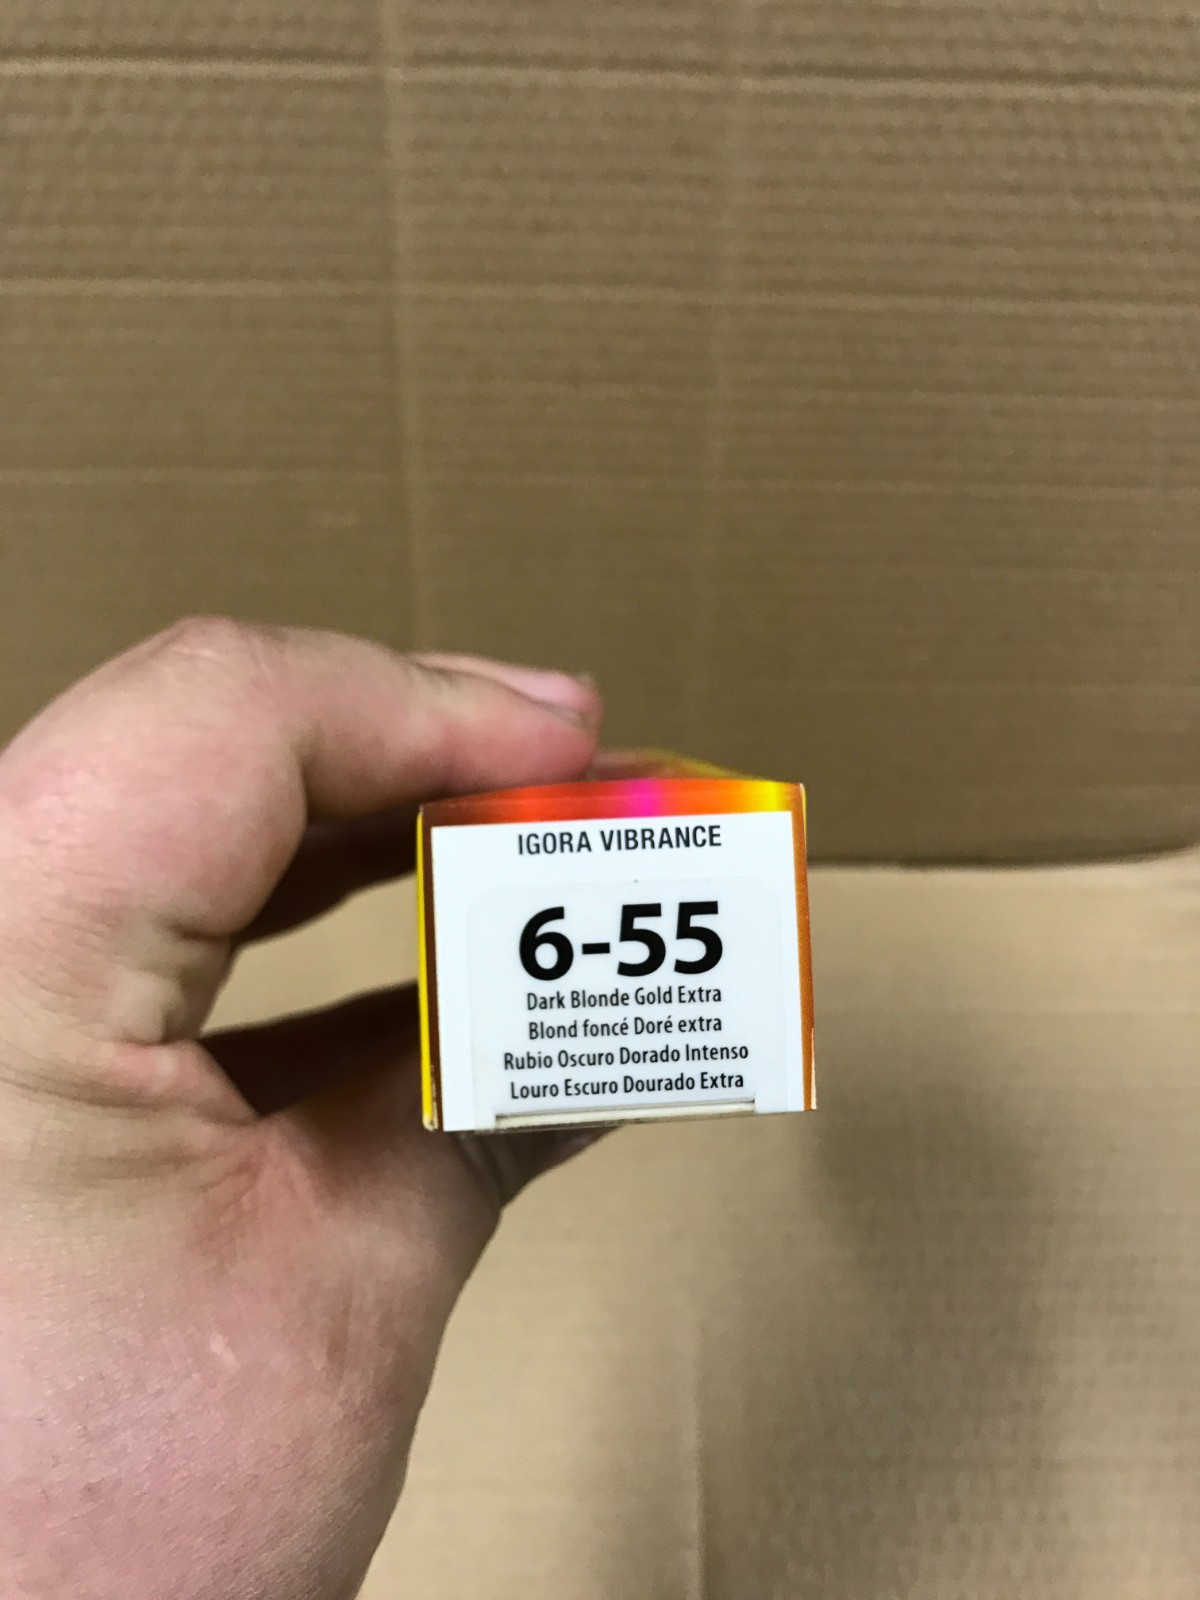 IGORA VIBRANCE
6-55
Dark Blonde Gold Extra
Blond foncé Doré extra
Rubio Oscuro Dorado Intenso
Louro Escuro Dourado Extra